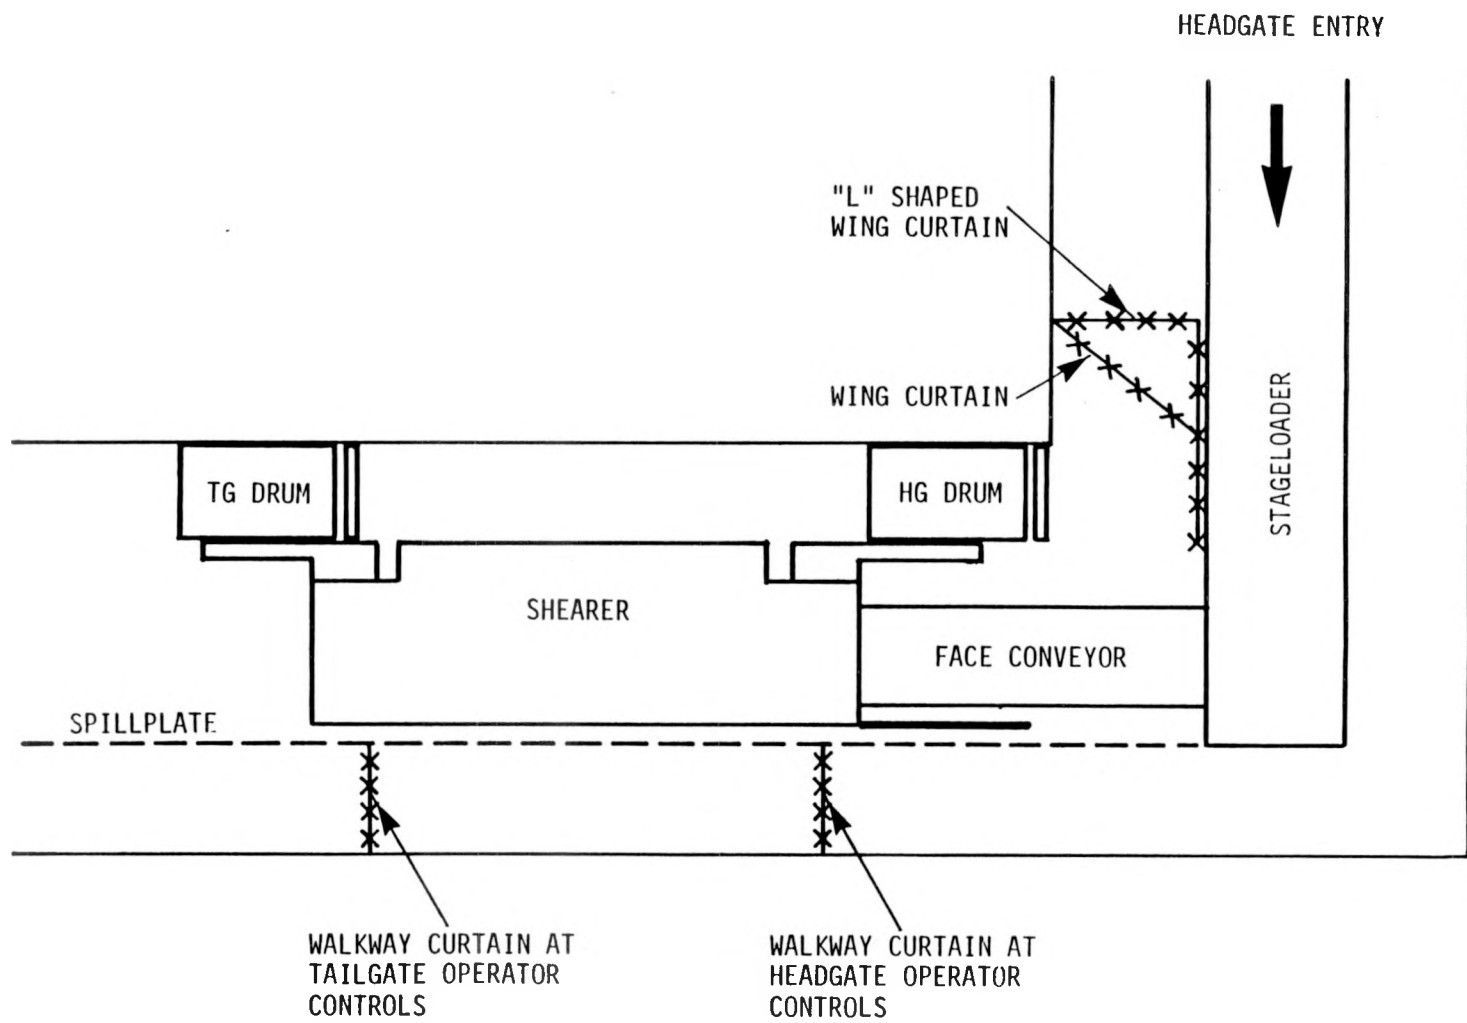 HEADGATE ENTRY
"L" SHAPED
WING CURTAIN
WING CURTAIN
STAGELOADER
TG DRUM
HG DRUM
SHEARER
FACE CONVEYOR
SPILLPLATE
WALKWAY CURTAIN AT
TAILGATE OPERATOR
CONTROLS
WALKWAY CURTAIN AT
HEADGATE OPERATOR
CONTROLS